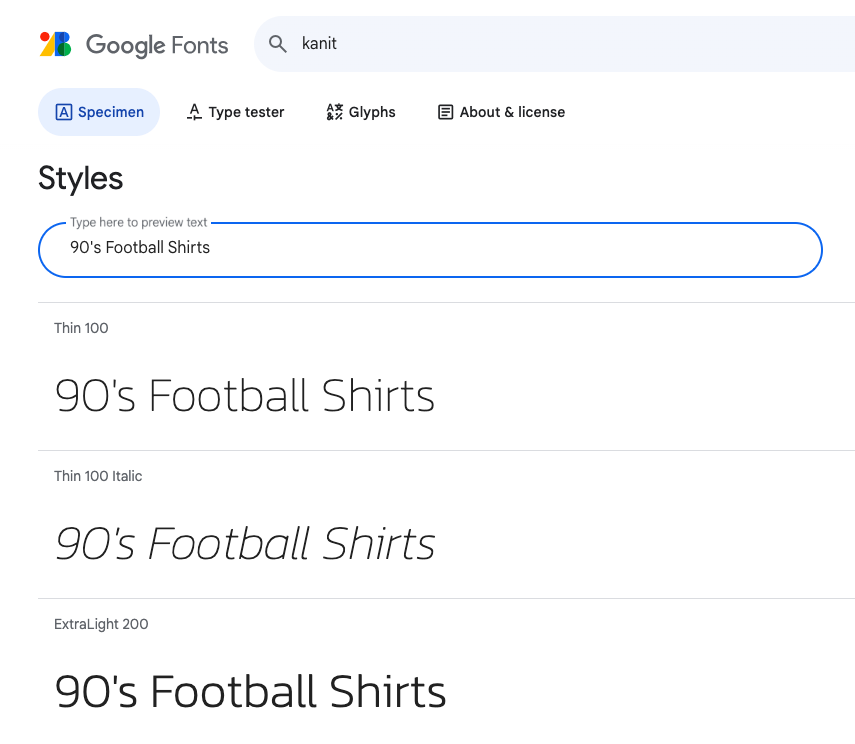 Google Fonts
kanit
Specimen
Type tester
Glyphs
About & license
Styles
Type here to preview text
90's Football Shirts
Thin 100
90's Football Shirts
Thin 100 Italic
90's Football Shirts
ExtraLight 200
90's Football Shirts